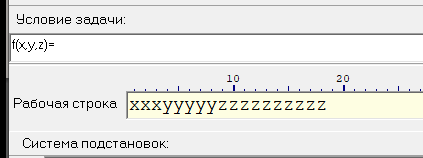 Условие задачи:
f(x,y,z)=
10 20
Рабочая строка xxxyyyyyzzzzzzzzzz
Система подстановок: